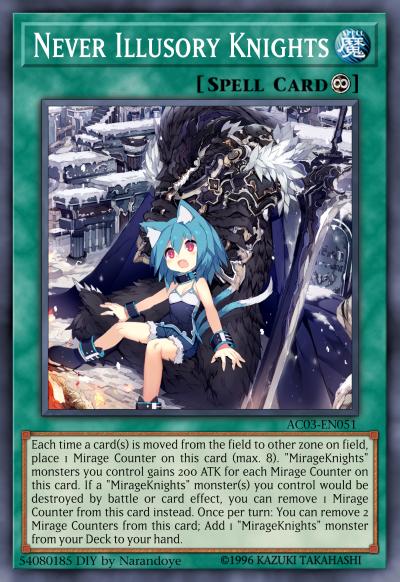 NEVER ILLUSORY KNIGHTS
SPELL
魔
[SPELL CARD]
AC03-EN051
Each time a card(s) is moved from the field to other zone on field,
place 1 Mirage Counter on this card (max. 8). "MirageKnights"
monsters you control gains 200 ATK for each Mirage Counter on
this card. If a "MirageKnights" monster(s) you control would be
destroyed by battle or card effect, you can remove 1 Mirage
Counter from this card instead. Once per turn: You can remove 2
Mirage Counters from this card; Add 1 "MirageKnights" monster
from your Deck to your hand.
54080185 DIY by Narandoye ©1996 KAZUKI TAKAHASHI